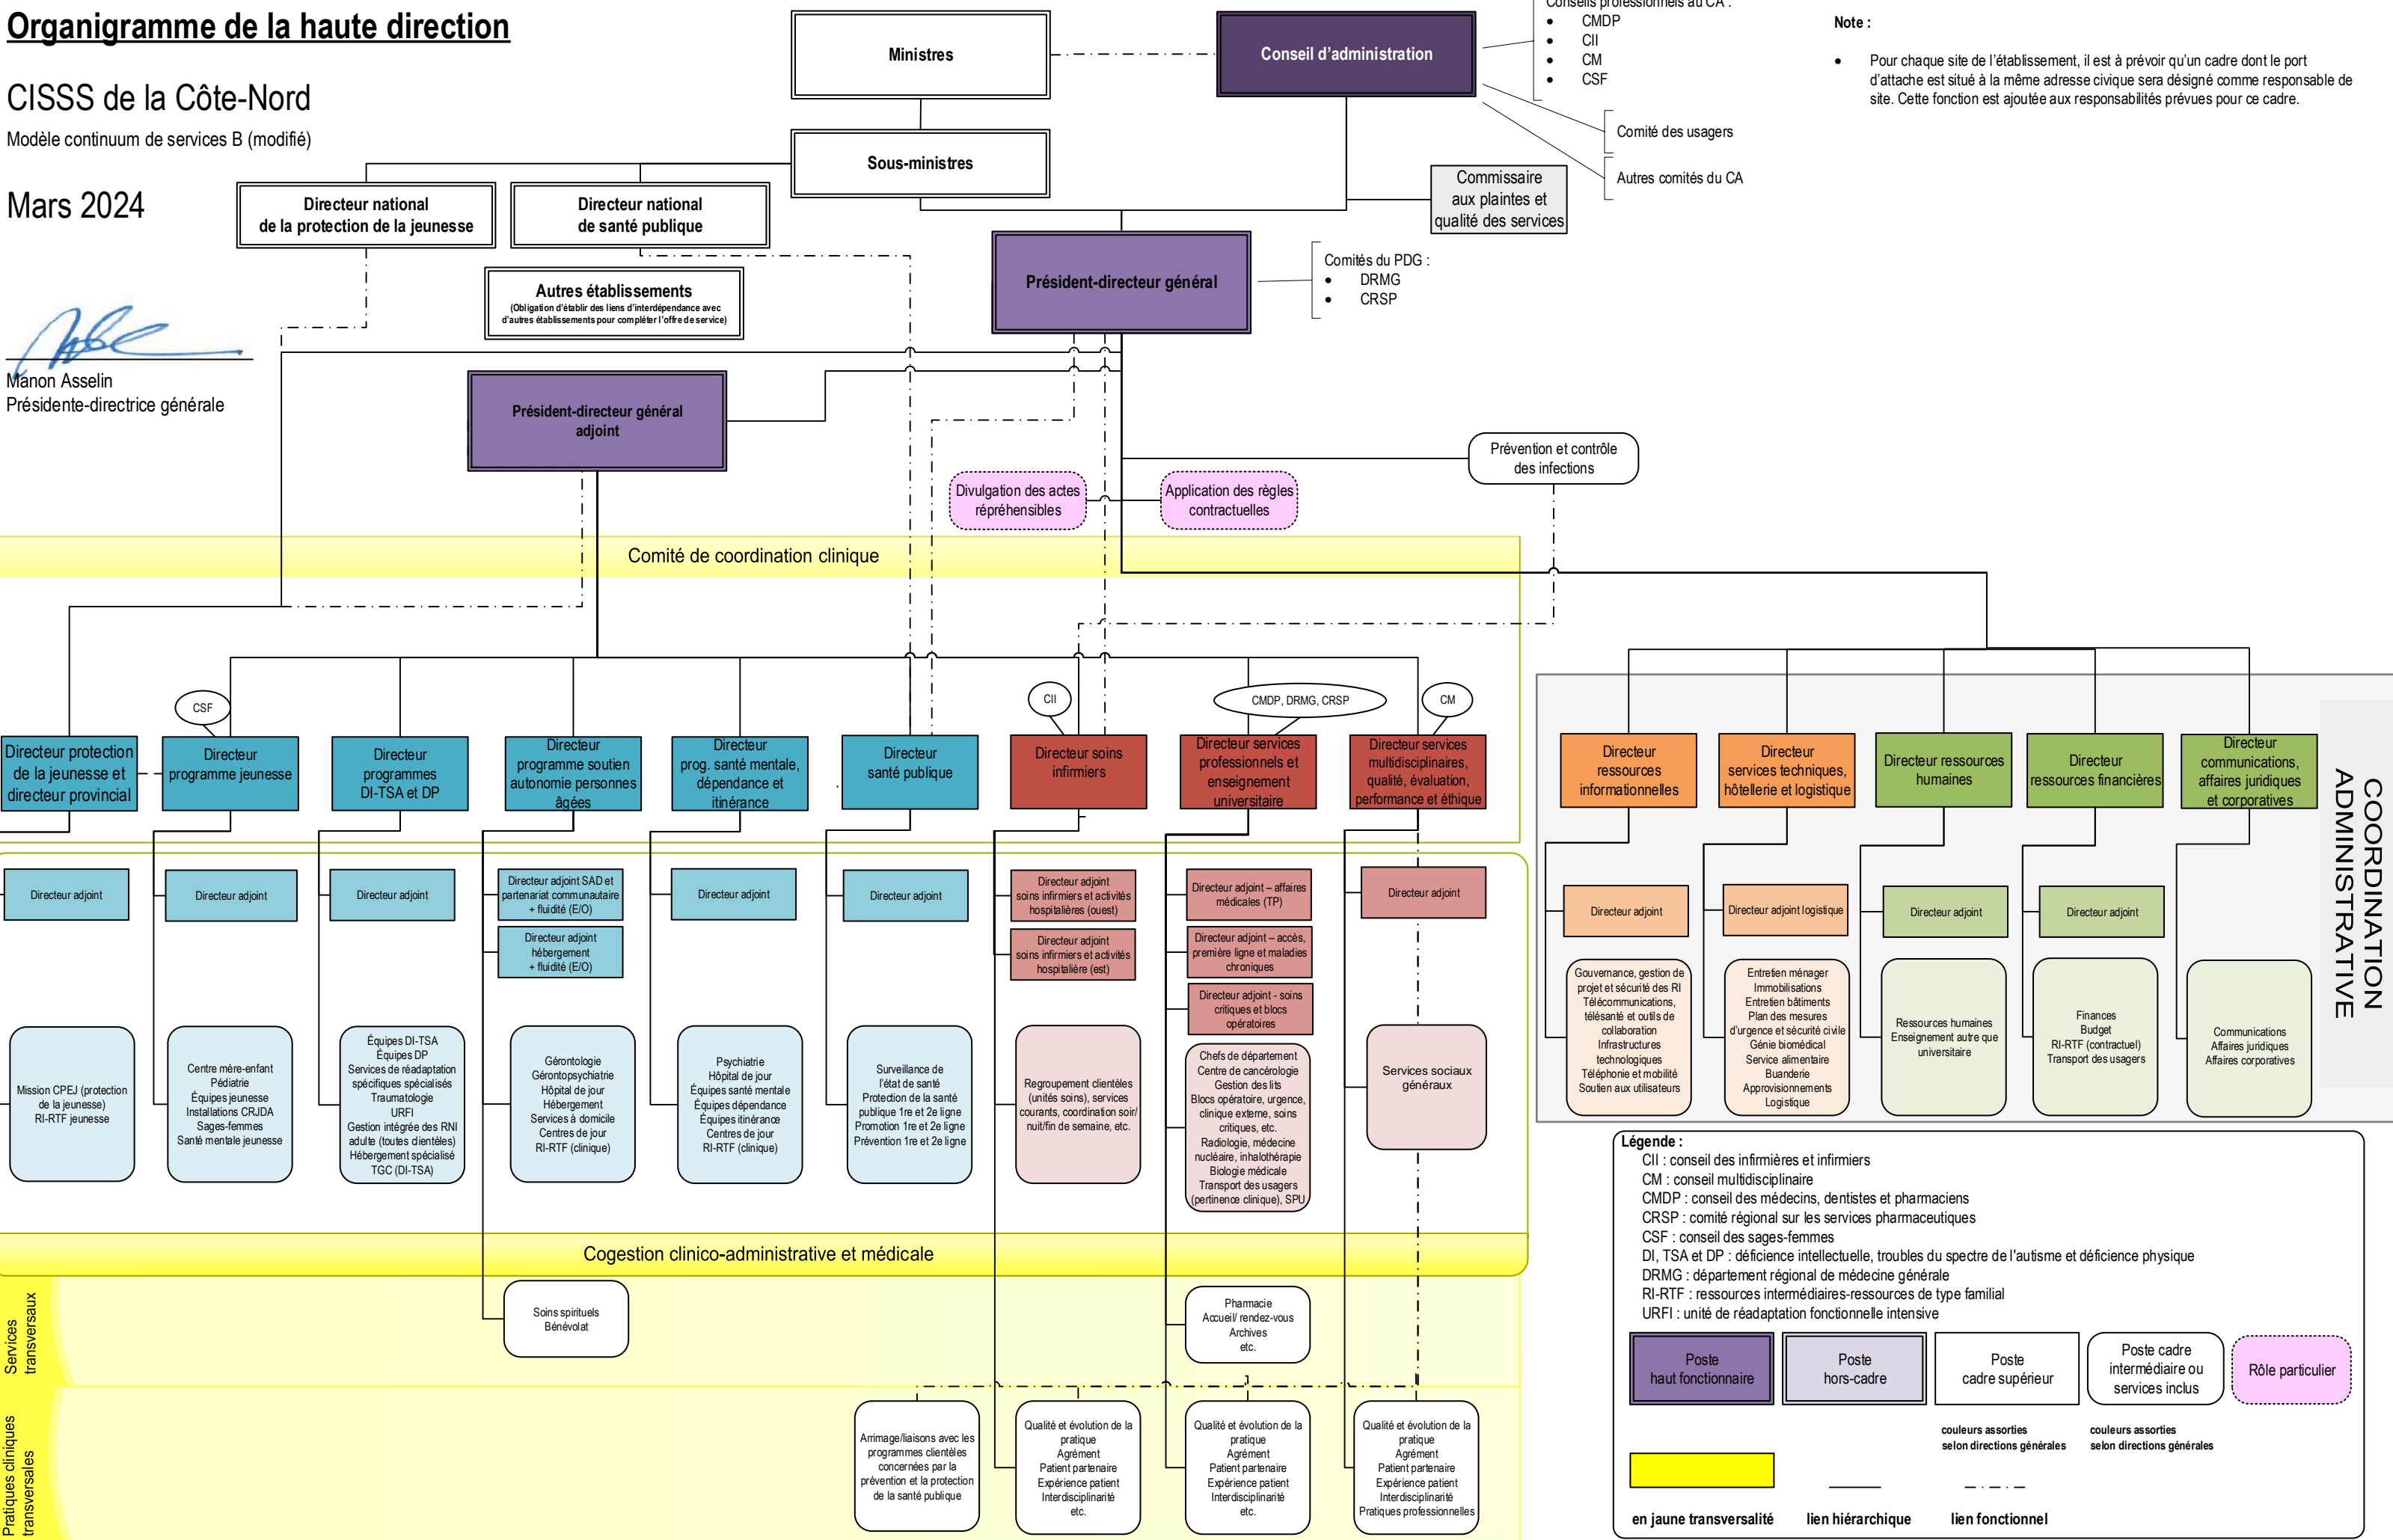 Organigramme de la haute direction
CISSS de la Côte-Nord
Modèle continuum de services B (modifié)
Mars 2024
Manon Asselin
Présidente-directrice générale
Ministres
Conseil d'administration
Conseils professionnels au CA :
• CMDP
• CII
• CM
• CSF
Comité des usagers
Autres comités du CA
Note :
• Pour chaque site de l'établissement, il est à prévoir qu'un cadre dont le port
d'attache est situé à la même adresse civique sera désigné comme responsable de
site. Cette fonction est ajoutée aux responsabilités prévues pour ce cadre.
Sous-ministres
Commissaire
aux plaintes et
qualité des services
Directeur national
de la protection de la jeunesse
Directeur national
de santé publique
Autres établissements
(Obligation d'établir des liens d'interdépendance avec
d'autres établissements pour compléter l'offre de service)
Président-directeur général
Comités du PDG :
• DRMG
• CRSP
Président-directeur général
adjoint
Prévention et contrôle
des infections
Divulgation des actes
répréhensibles
Application des règles
contractuelles
Comité de coordination clinique
CSF
CII
CMDP, DRMG, CRSP
CM
Directeur protection
de la jeunesse et
directeur provincial
Directeur
programme jeunesse
Directeur
programmes
DI-TSA et DP
Directeur
programme soutien
autonomie personnes
âgées
Directeur
prog. santé mentale,
dépendance et
itinérance
Directeur
santé publique
Directeur soins
infirmiers
Directeur services
professionnels et
enseignement
universitaire
Directeur services
multidisciplinaires,
qualité, évaluation,
performance et éthique
Directeur
ressources
informationnelles
Directeur
services techniques,
hôtellerie et logistique
Directeur ressources
humaines
Directeur
ressources financières
Directeur
communications,
affaires juridiques
et corporatives
COORDINATION
ADMINISTRATIVE
Directeur adjoint
Directeur adjoint
Directeur adjoint
Directeur adjoint SAD et
partenariat communautaire
+ fluidité (E/O)
Directeur adjoint
hébergement
+ fluidité (E/O)
Directeur adjoint
Directeur adjoint
Directeur adjoint
soins infirmiers et activités
hospitalières (ouest)
Directeur adjoint
soins infirmiers et activités
hospitalière (est)
Directeur adjoint – affaires
médicales (TP)
Directeur adjoint – accès,
première ligne et maladies
chroniques
Directeur adjoint - soins
critiques et blocs
opératoires
Directeur adjoint
Directeur adjoint
Directeur adjoint logistique
Directeur adjoint
Directeur adjoint
Mission CPEJ (protection
de la jeunesse)
RI-RTF jeunesse
Centre mère-enfant
Pédiatrie
Équipes jeunesse
Installations CRJDA
Sages-femmes
Santé mentale jeunesse
Équipes DI-TSA
Équipes DP
Services de réadaptation
spécifiques spécialisés
Traumatologie
URFI
Gestion intégrée des RNI
adulte (toutes clientèles)
Hébergement spécialisé
TGC (DI-TSA)
Gérontologie
Gérontopsychiatrie
Hôpital de jour
Hébergement
Services à domicile
Centres de jour
RI-RTF (clinique)
Psychiatrie
Hôpital de jour
Équipes santé mentale
Équipes dépendance
Équipes itinérance
Centres de jour
RI-RTF (clinique)
Surveillance de
l'état de santé
Protection de la santé
publique 1re et 2e ligne
Promotion 1re et 2e ligne
Prévention 1re et 2e ligne
Regroupement clientèles
(unités soins), services
courants, coordination soir/
nuit/fin de semaine, etc.
Chefs de département
Centre de cancérologie
Gestion des lits
Blocs opératoire, urgence,
clinique externe, soins
critiques, etc.
Radiologie, médecine
nucléaire, inhalothérapie
Biologie médicale
Transport des usagers
(pertinence clinique), SPU
Services sociaux
généraux
Gouvernance, gestion de
projet et sécurité des RI
Télécommunications,
télésanté et outils de
collaboration
Infrastructures
technologiques
Téléphonie et mobilité
Soutien aux utilisateurs
Entretien ménager
Immobilisations
Entretien bâtiments
Plan des mesures
d'urgence et sécurité civile
Génie biomédical
Service alimentaire
Buanderie
Approvisionnements
Logistique
Ressources humaines
Enseignement autre que
universitaire
Finances
Budget
RI-RTF (contractuel)
Transport des usagers
Communications
Affaires juridiques
Affaires corporatives
Cogestion clinico-administrative et médicale
Services
transversaux
Soins spirituels
Bénévolat
Pharmacie
Accueil/ rendez-vous
Archives
etc.
Pratiques cliniques
transversales
Arrimage/liaisons avec les
programmes clientèles
concernées par la
prévention et la protection
de la santé publique
Qualité et évolution de la
pratique
Agrément
Patient partenaire
Expérience patient
Interdisciplinarité
etc.
Qualité et évolution de la
pratique
Agrément
Patient partenaire
Expérience patient
Interdisciplinarité
etc.
Qualité et évolution de la
pratique
Agrément
Patient partenaire
Expérience patient
Interdisciplinarité
Pratiques professionnelles
Légende :
CII : conseil des infirmières et infirmiers
CM : conseil multidisciplinaire
CMDP : conseil des médecins, dentistes et pharmaciens
CRSP : comité régional sur les services pharmaceutiques
CSF : conseil des sages-femmes
DI, TSA et DP : déficience intellectuelle, troubles du spectre de l'autisme et déficience physique
DRMG : département régional de médecine générale
RI-RTF : ressources intermédiaires-ressources de type familial
URFI : unité de réadaptation fonctionnelle intensive
Poste
haut fonctionnaire
Poste
hors-cadre
Poste
cadre supérieur
Poste cadre
intermédiaire ou
services inclus
Rôle particulier
couleurs assorties
selon directions générales
couleurs assorties
selon directions générales
en jaune transversalité
lien hiérarchique
lien fonctionnel